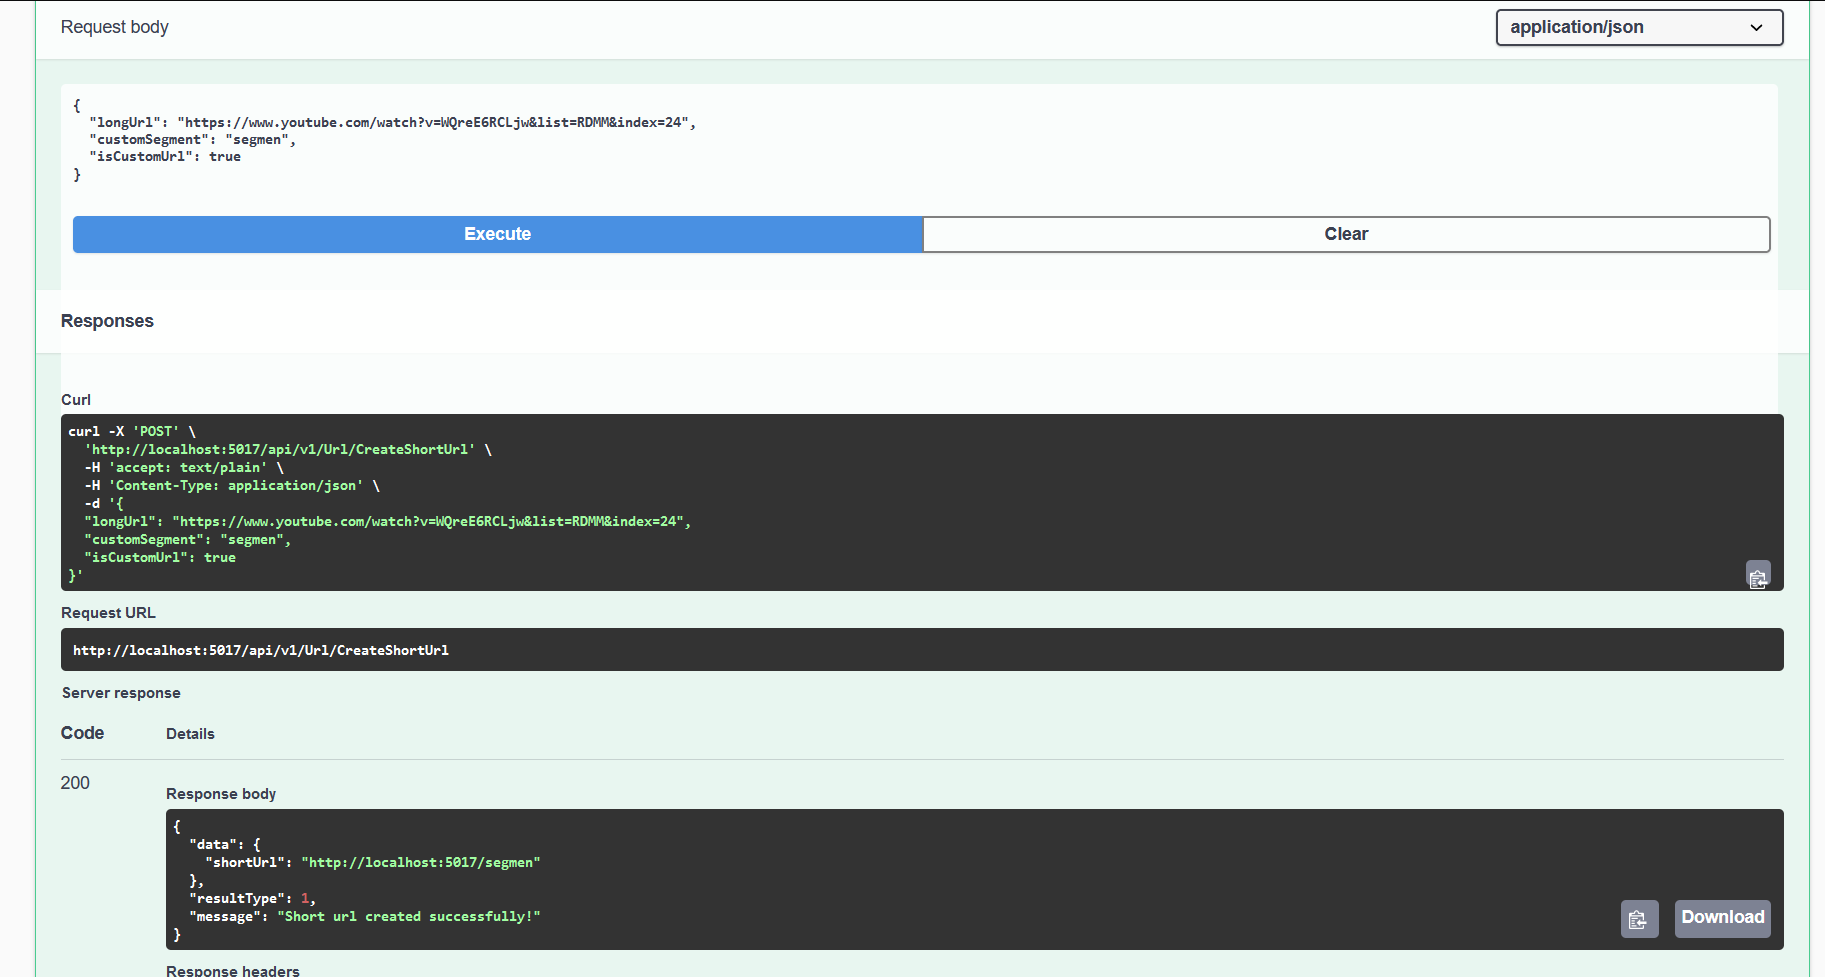 Request body
application/json
{
"longUrl": "https://www.youtube.com/watch?v=WQreE6RCLjw&list=RDMM&index=24",
"customSegment": "segmen",
"isCustomUrl": true
}
Execute
Clear
Responses
Curl
curl -X 'POST' \
'http://localhost:5017/api/v1/Url/CreateShortUrl' \
-H 'accept: text/plain' \
-H 'Content-Type: application/json' \
-d '{
"longUrl": "https://www.youtube.com/watch?v=WQreE6RCLjw&list=RDMM&index=24",
"customSegment": "segmen",
"isCustomUrl": true
}'
Request URL
http://localhost:5017/api/v1/Url/CreateShortUrl
Server response
Code Details
200
Response body
{
"data": {
"shortUrl": "http://localhost:5017/segmen"
},
"resultType": 1,
"message": "Short url created successfully!"
}
Download
Response headers